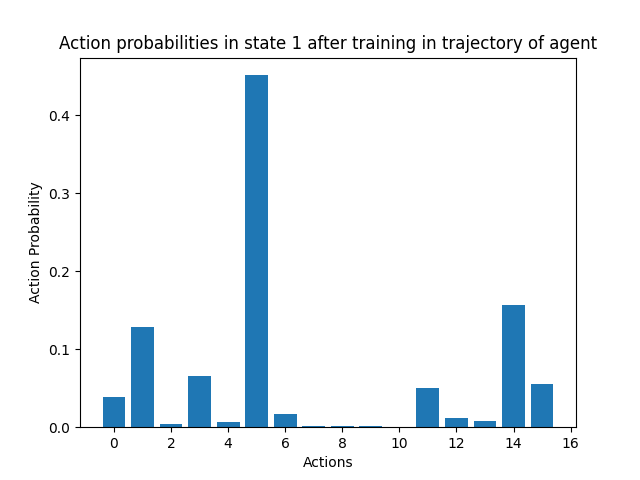 Action probabilities in state 1 after training in trajectory of agent
0.4
0.3
0.2
0.1
0.0
Action Probability
0 2 4 6 8 10 12 14 16
Actions